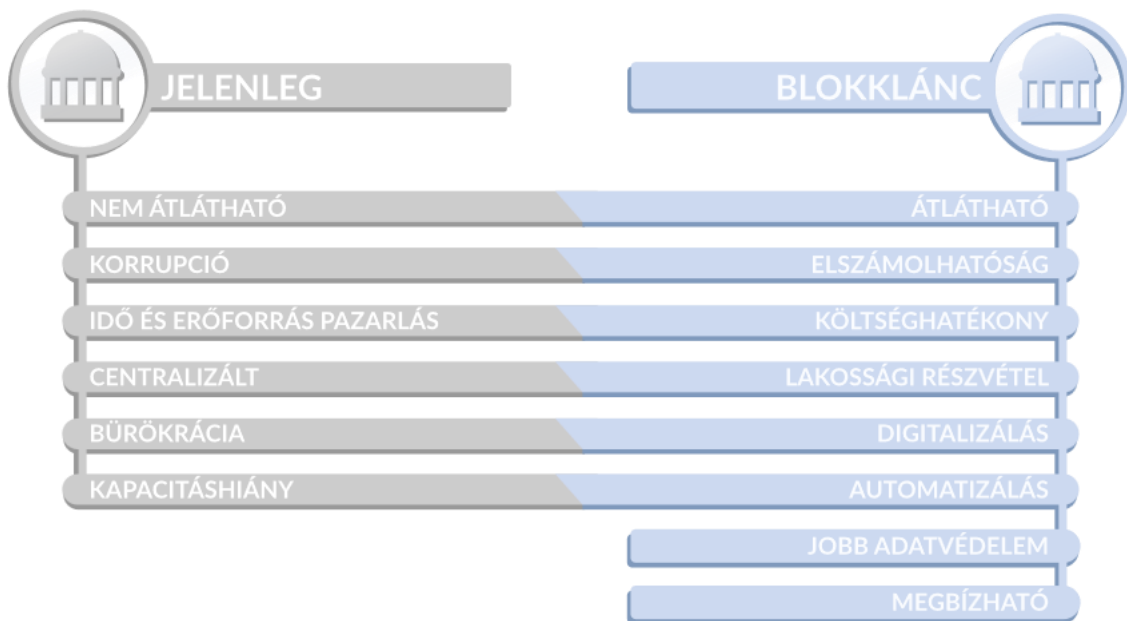 JELENLEG
BLOKKLÁNC
NEM ÁTLÁTHATÓ
ÁTLÁTHATÓ
KORRUPCIÓ
ELSZÁMOLHATÓSÁG
IDŐ ÉS ERŐFORRÁS PAZARLÁS
KÖLTSÉGHATÉKONY
CENTRALIZÁLT
LAKOSSÁGI RÉSZVÉTEL
BÜRÖKRÁCIA
DIGITALIZÁLÁS
KAPACITÁSHIÁNY
AUTOMATIZÁLÁS
JOBB ADATVÉDELEM
MEGBÍZHATÓ